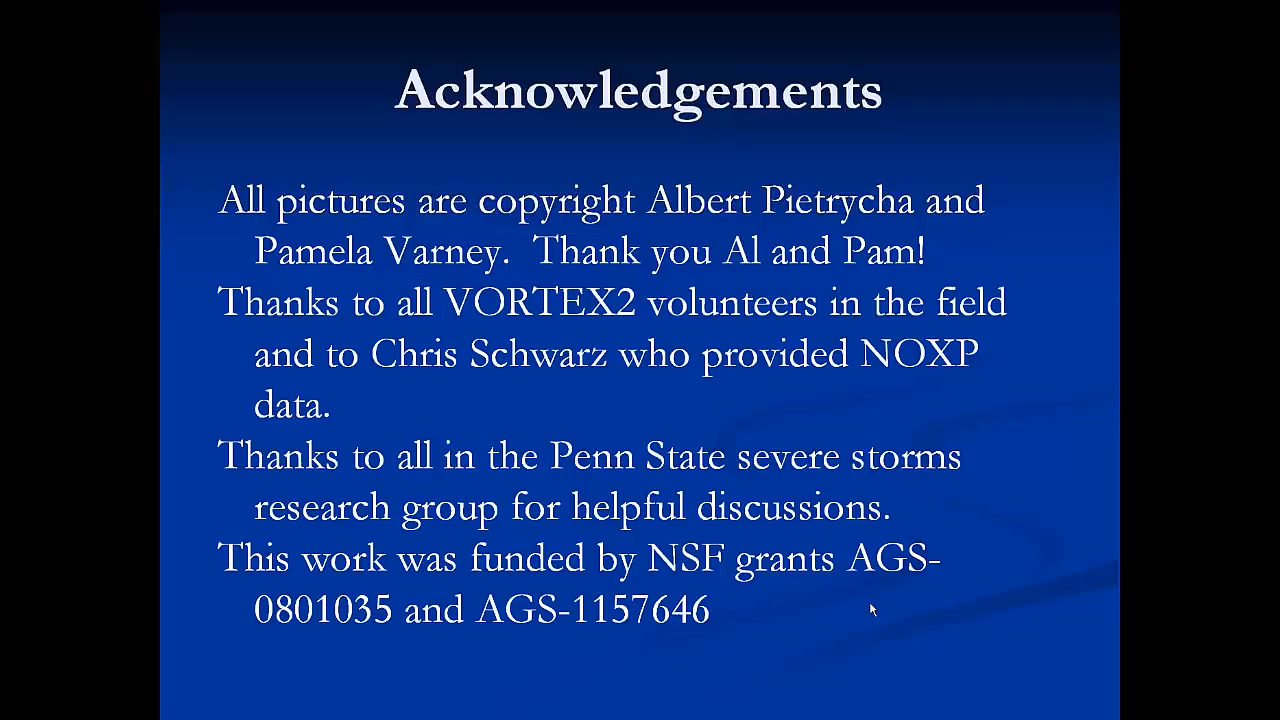 Acknowledgements
All pictures are copyright Albert Pietrycha and
Pamela Varney. Thank you Al and Pam!
Thanks to all VORTEX2 volunteers in the field
and to Chris Schwarz who provided NOXP
data.
Thanks to all in the Penn State severe storms
research group for helpful discussions.
This work was funded by NSF grants AGS-
0801035 and AGS-1157646